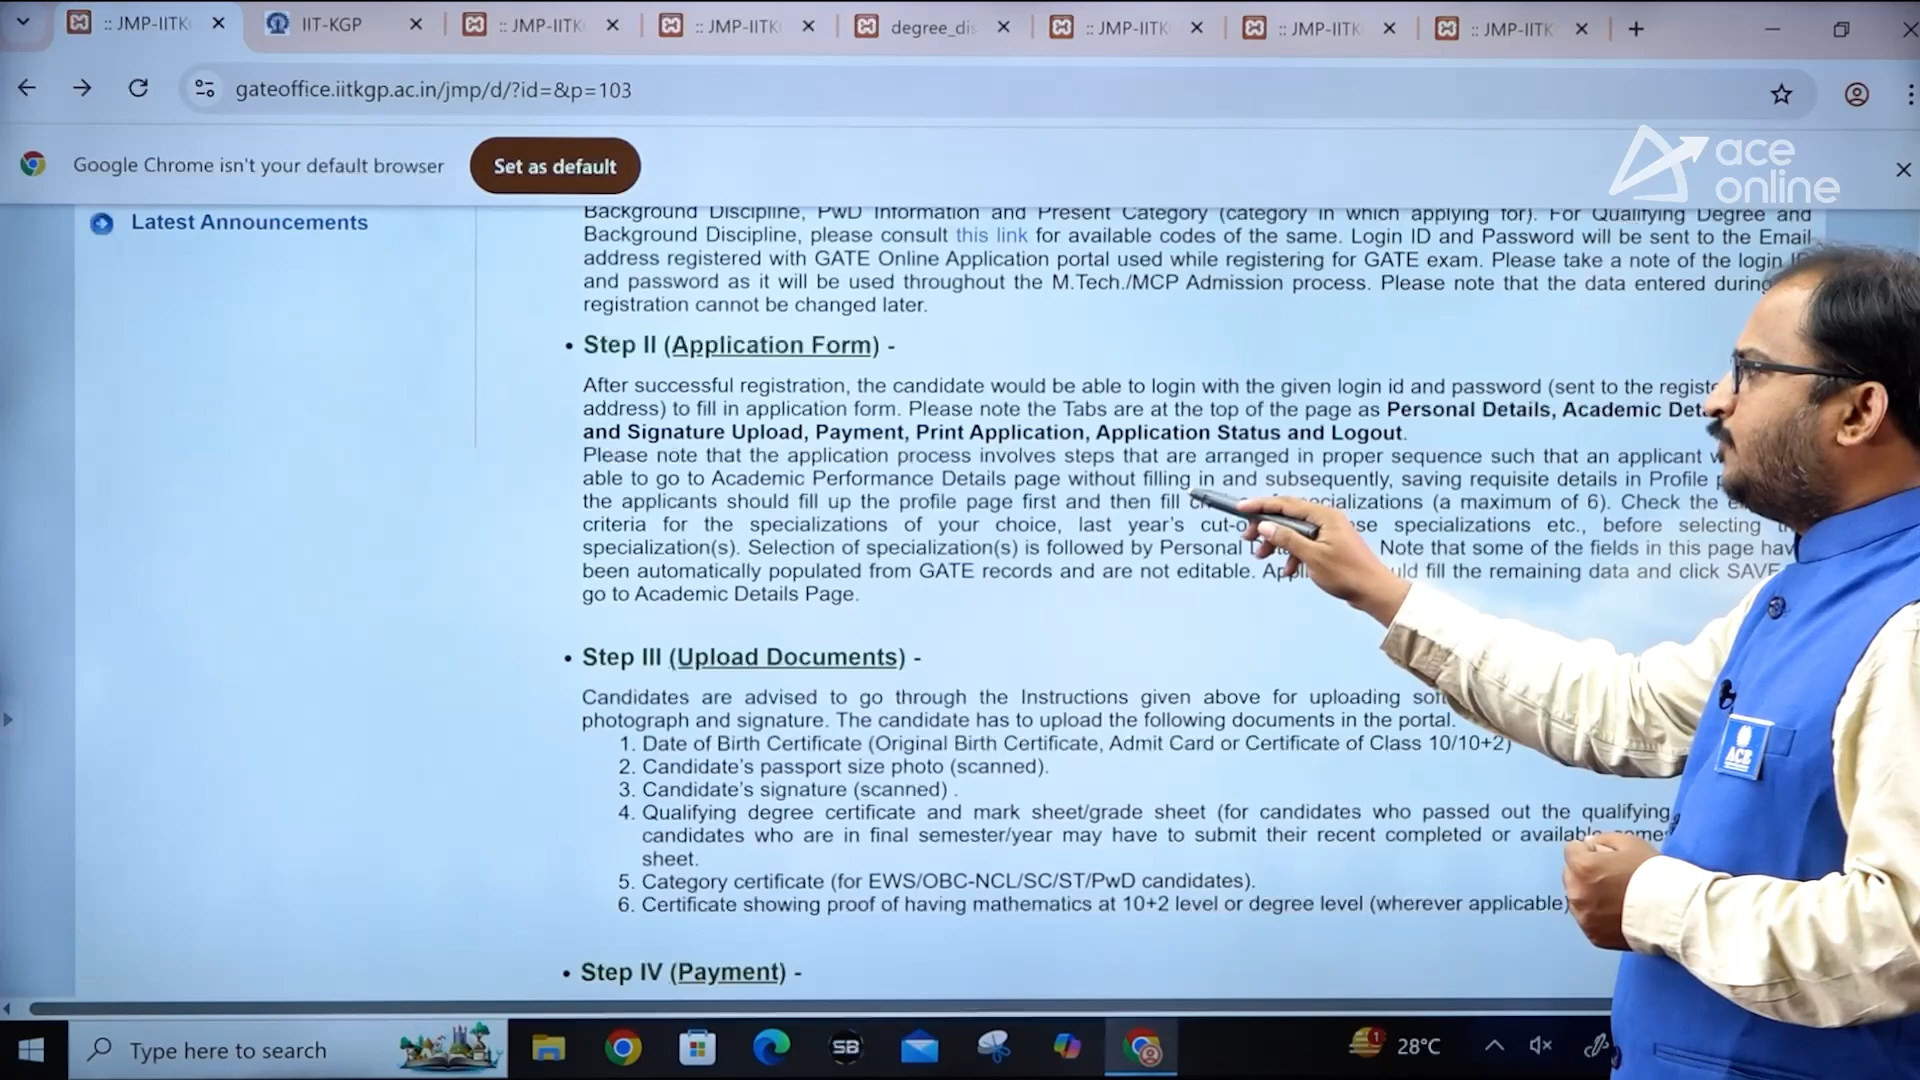 :: JMP-IITK
IIT-KGP
:: JMP-IITK
:: JMP-IITK
degree_dis
:: JMP-IITK
:: JMP-IITK
:: JMP-IITK
gateoffice.iitkgp.ac.in/jmp/d/?id=&p=103
Google Chrome isn't your default browser
Set as default
ace
online
Latest Announcements
Background Discipline, PwD Information and Present Category (category in which applying for). For Qualifying Degree and
Background Discipline, please consult this link for available codes of the same. Login ID and Password will be sent to the Email
address registered with GATE Online Application portal used while registering for GATE exam. Please take a note of the login
and password as it will be used throughout the M.Tech./MCP Admission process. Please note that the data entered during
registration cannot be changed later.
• Step II (Application Form) -
After successful registration, the candidate would be able to login with the given login id and password (sent to the
address) to fill in application form. Please note the Tabs are at the top of the page as Personal Details, Academic
and Signature Upload, Payment, Print Application, Application Status and Logout.
Please note that the application process involves steps that are arranged in proper sequence such that an applicant
able to go to Academic Performance Details page without filling in and subsequently, saving requisite details in Profile
the applicants should fill up the profile page first and then fill (a maximum of 6). Check the
criteria for the specializations of your choice, last year's specializations etc., before selecting
specialization(s). Selection of specialization(s) is followed by Personal Note that some of the fields in this page
been automatically populated from GATE records and are not editable. fill the remaining data and click SAVE
go to Academic Details Page.
• Step III (Upload Documents) -
Candidates are advised to go through the Instructions given above for uploading
photograph and signature. The candidate has to upload the following documents in the portal.
1. Date of Birth Certificate (Original Birth Certificate, Admit Card or Certificate of Class 10/10+2)
2. Candidate's passport size photo (scanned).
3. Candidate's signature (scanned) .
4. Qualifying degree certificate and mark sheet/grade sheet (for candidates who passed out the qualifying
candidates who are in final semester/year may have to submit their recent completed or available
sheet.
5. Category certificate (for EWS/OBC-NCL/SC/ST/PwD candidates).
6. Certificate showing proof of having mathematics at 10+2 level or degree level (wherever applicable)
ACE
• Step IV (Payment) -
Type here to search
SB
1
28°C